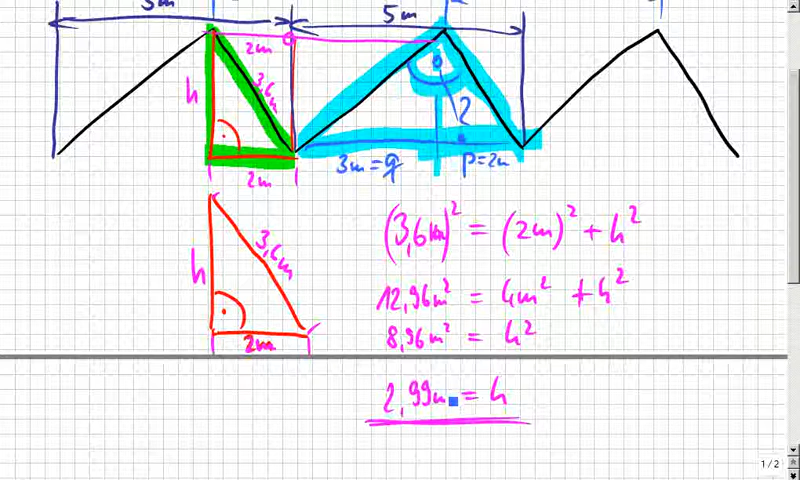 5m 5m
2m
h 3,6m
2m 3m=q p=2m
(3,6m)² = (2m)² + h²
h 3,6m
12,96m² = 4m² + h²
8,96m² = h²
2m
2,99m = h
1/2